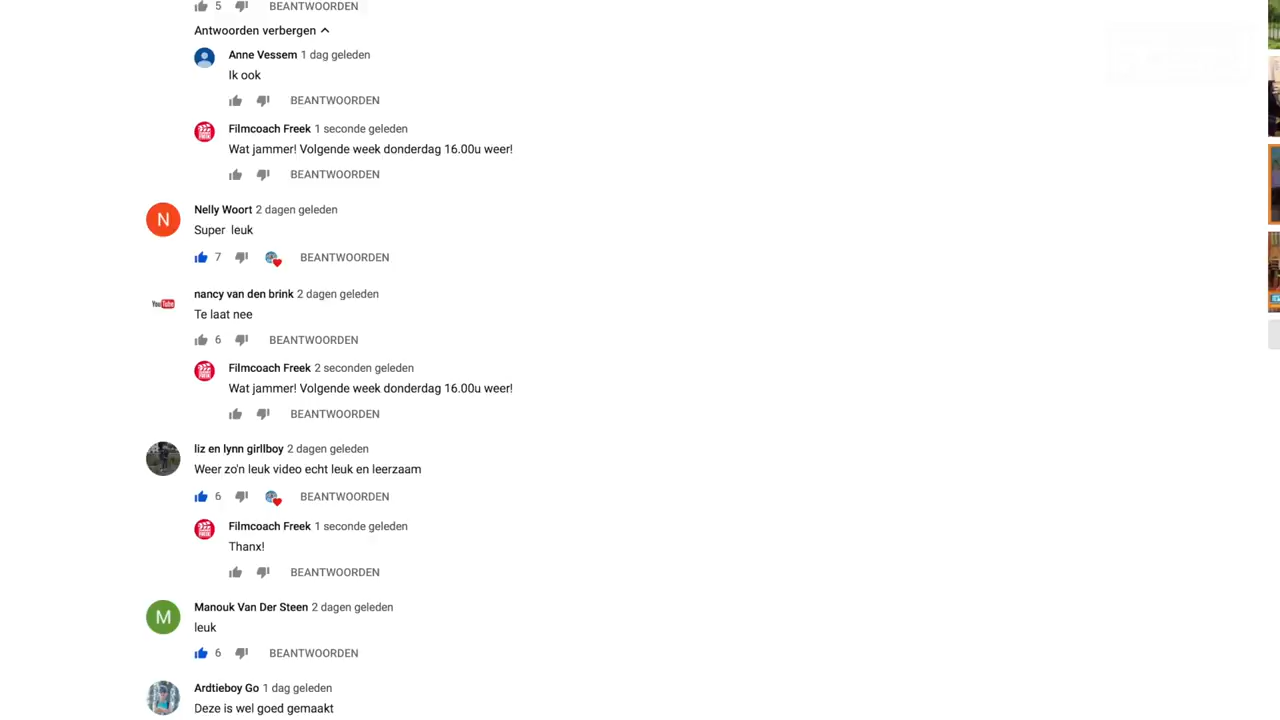 5 BEANTWOORDEN
Antwoorden verbergen
Anne Vessem 1 dag geleden
Ik ook
BEANTWOORDEN
Filmcoach Freek 1 seconde geleden
Wat jammer! Volgende week donderdag 16.00u weer!
BEANTWOORDEN
N
Nelly Woort 2 dagen geleden
Super leuk
7 BEANTWOORDEN
YouTube
nancy van den brink 2 dagen geleden
Te laat nee
6 BEANTWOORDEN
Filmcoach Freek 2 seconden geleden
Wat jammer! Volgende week donderdag 16.00u weer!
BEANTWOORDEN
liz en lynn girllboy 2 dagen geleden
Weer zo'n leuk video echt leuk en leerzaam
6 BEANTWOORDEN
Filmcoach Freek 1 seconde geleden
Thanx!
BEANTWOORDEN
M
Manouk Van Der Steen 2 dagen geleden
leuk
6 BEANTWOORDEN
Ardtieboy Go 1 dag geleden
Deze is wel goed gemaakt